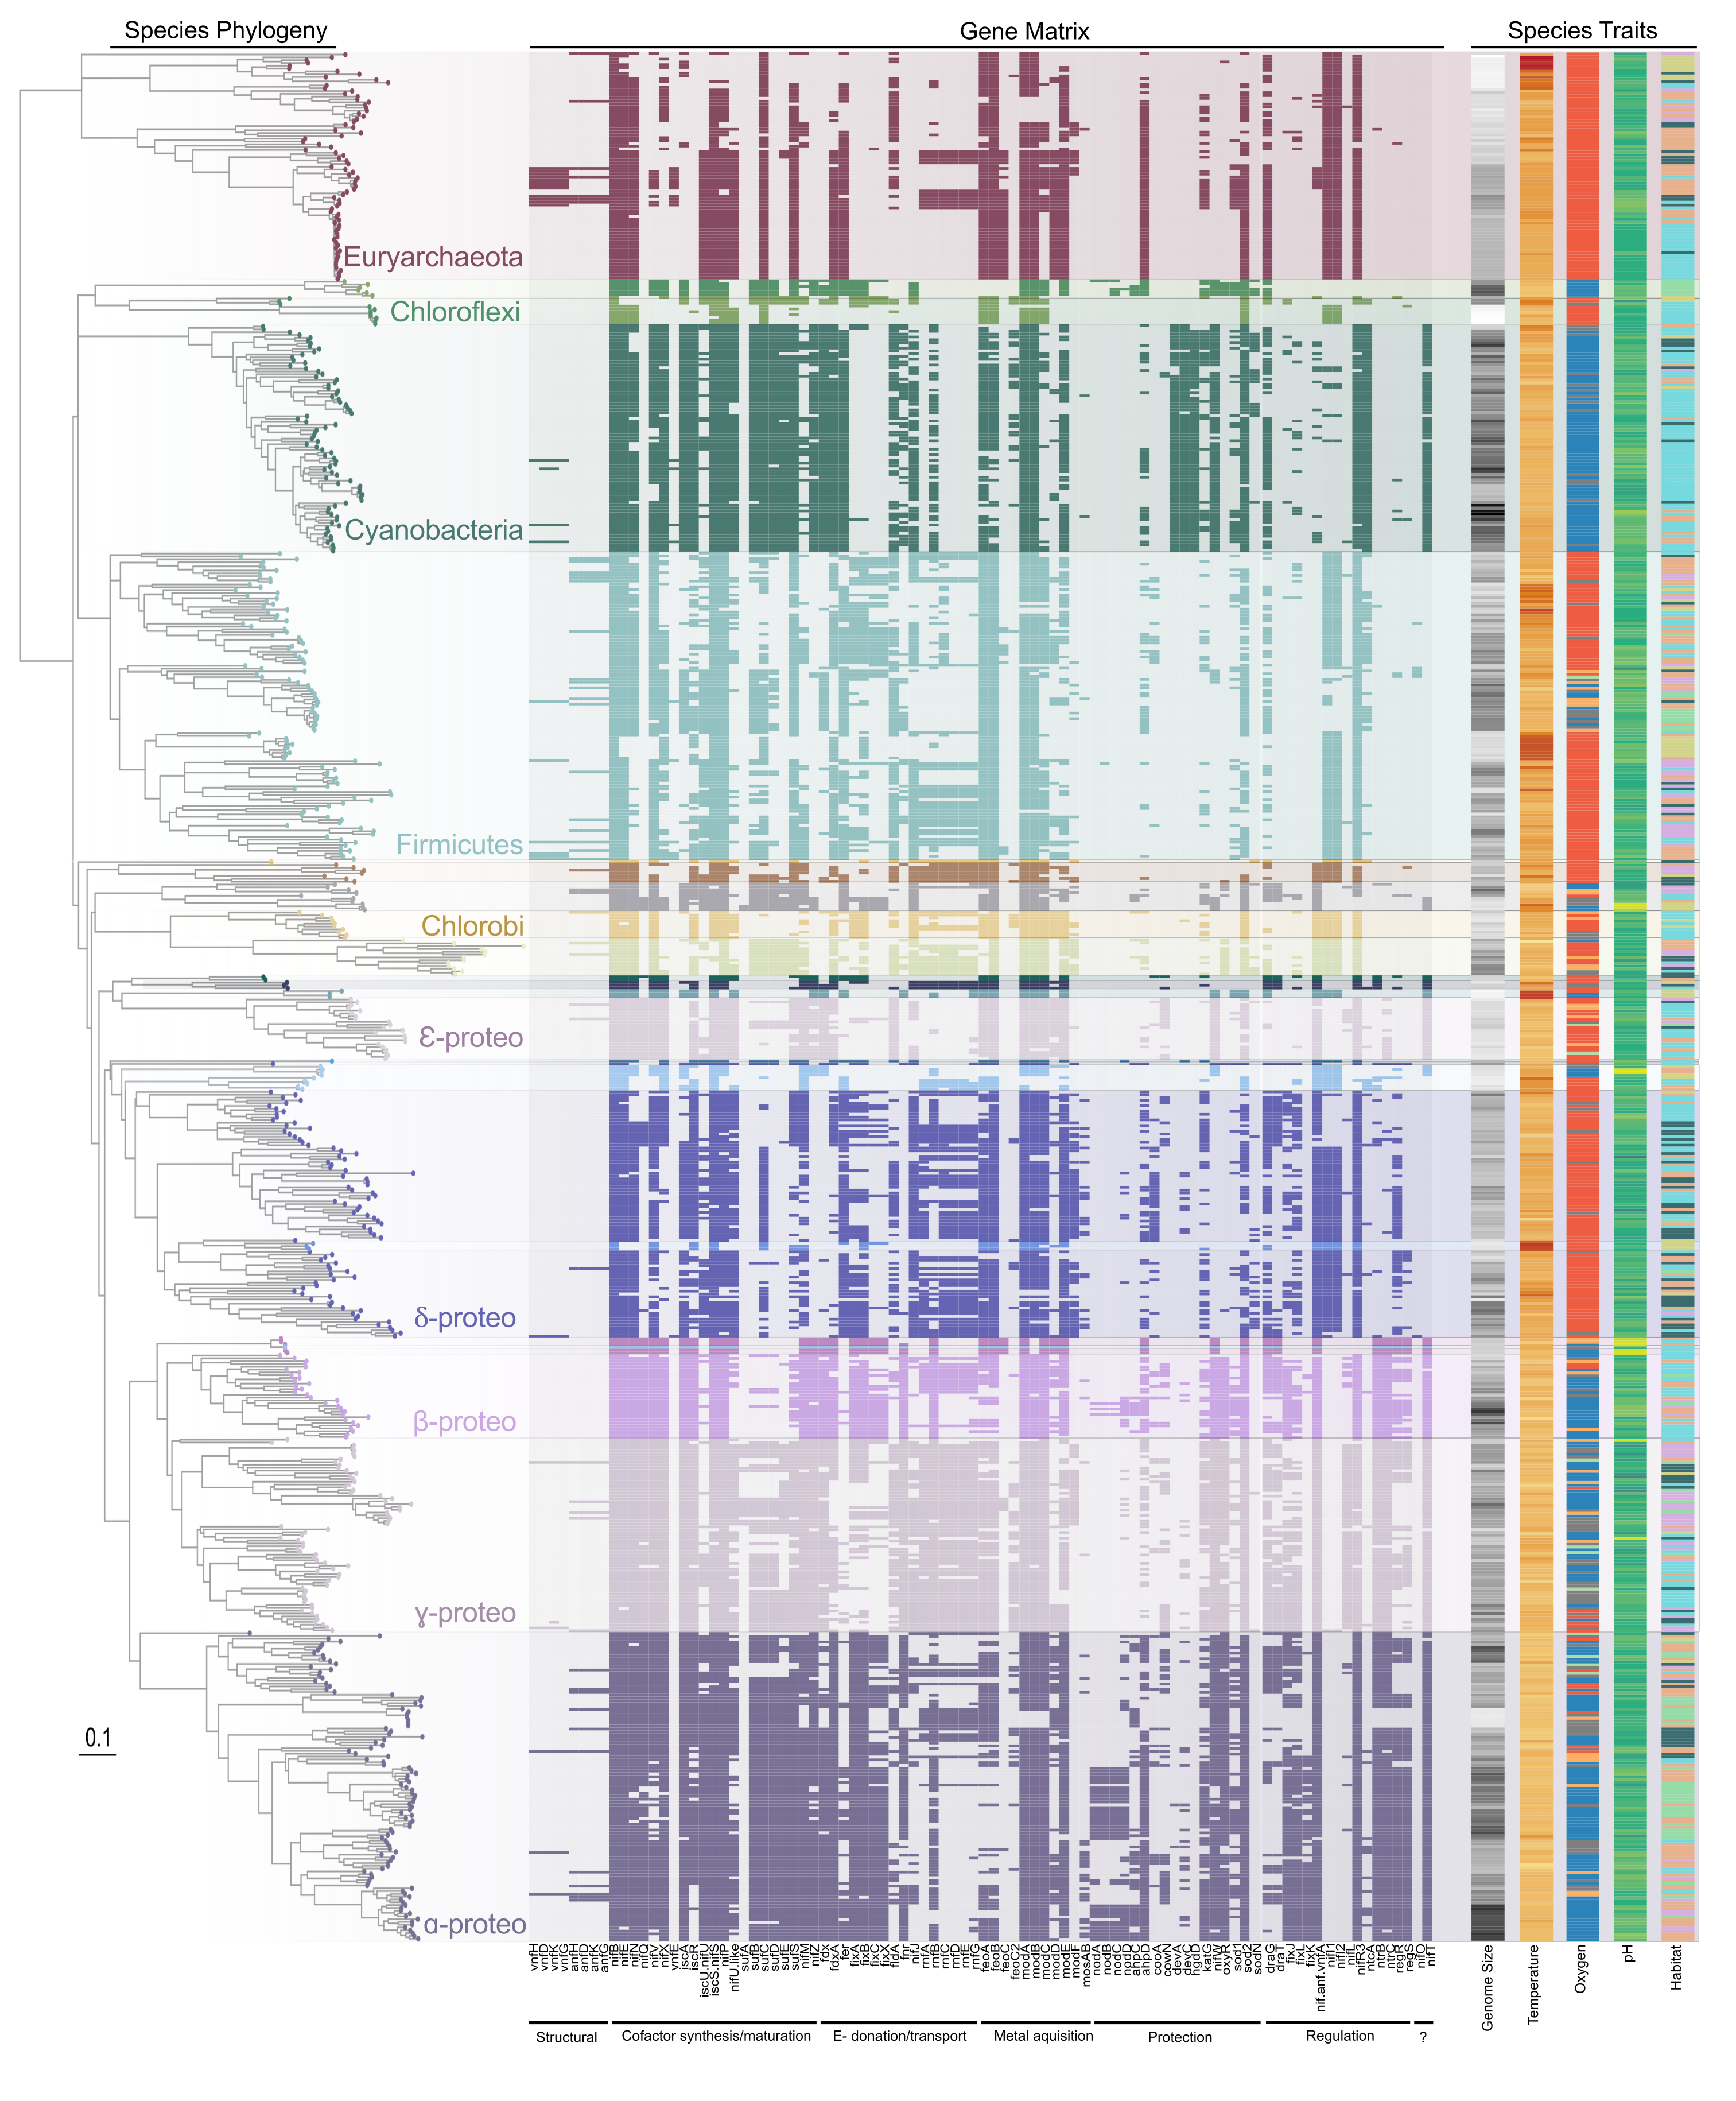 Species Phylogeny
Gene Matrix
Species Traits
Euryarchaeota
Chloroflexi
Cyanobacteria
Firmicutes
Chlorobi
Ɛ-proteo
δ-proteo
β-proteo
ɣ-proteo
0.1
α-proteo
vnfH
vnfD
vnfK
vnfG
anfH
anfD
anfK
anfG
nifB
nifE
nifN
nifQ
nifV
nifX
vnfE
iscA
iscR
iscU.nifU
iscS.nifS
nifP
nifU.like
sufA
sufB
sufC
sufD
sufE
sufS
nifM
nifZ
fdx
fdxA
fer
fixA
fixB
fixC
fixX
fldA
fnr
nifJ
rnfA
rnfB
rnfC
rnfD
rnfE
rnfG
feoA
feoB
feoC
feoC2
modA
modB
modC
modD
modE
modF
mosAB
nodA
nodB
nodC
nodD
ahpC
ahpD
cooA
cowN
devA
devC
hgdD
katG
nifW
oxyR
sod1
sod2
sodN
draG
draT
fixJ
fixL
fixK
nif.anf.vnfA
nifI1
nifI2
nifL
nifR3
ntcA
ntrB
ntrC
regR
regS
nifO
nifT
Genome Size
Temperature
Oxygen
pH
Habitat
Structural
Cofactor synthesis/maturation
E- donation/transport
Metal aquisition
Protection
Regulation
?